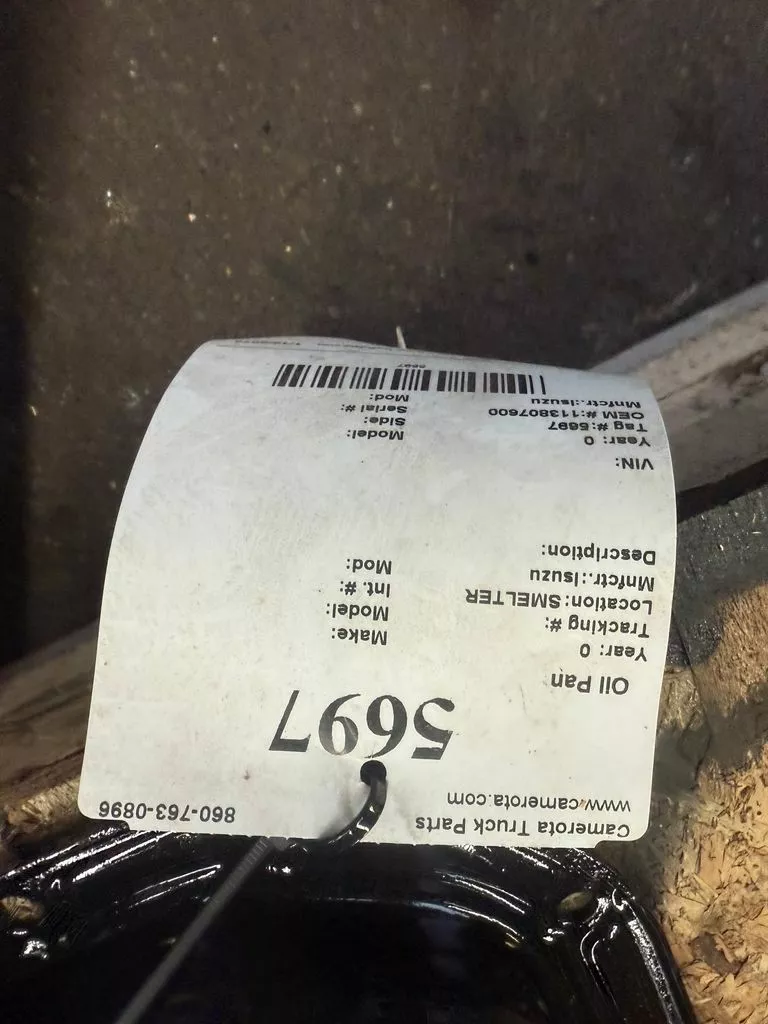 Camerota Truck Parts
www.camerota.com 860-763-0896
5697
Oil Pan
Year: 0 Make:
Tracking #: Model:
Location: SMELTER Int. #:
Mnfctr.:Isuzu Mod:
Description:
VIN:
Year: 0 Model:
Tag #: 5697 Side:
OEM #:113807600 Serial #:
Mnfctr.:Isuzu Mod:
5697